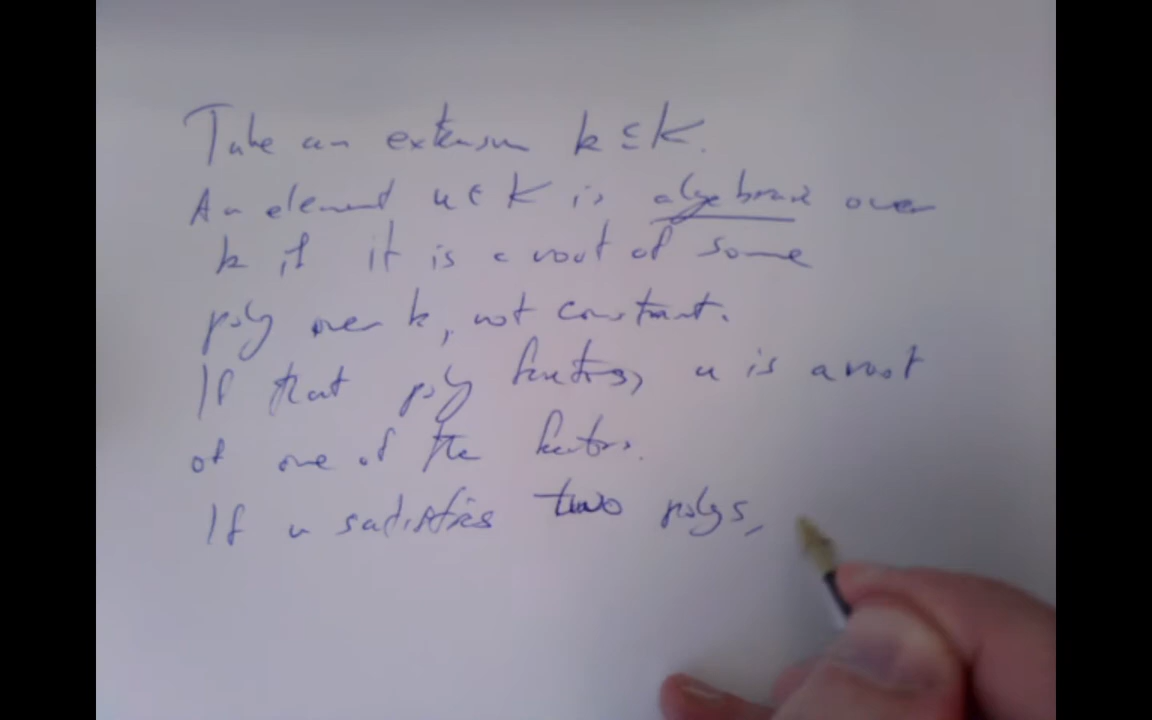 Take an extension k ⊆ K.
An element u ∈ K is algebraic over
k if it is a root of some
poly over k, not constant.
If that poly factors, u is a root
of one of the factors.
If u satisfies two polys,